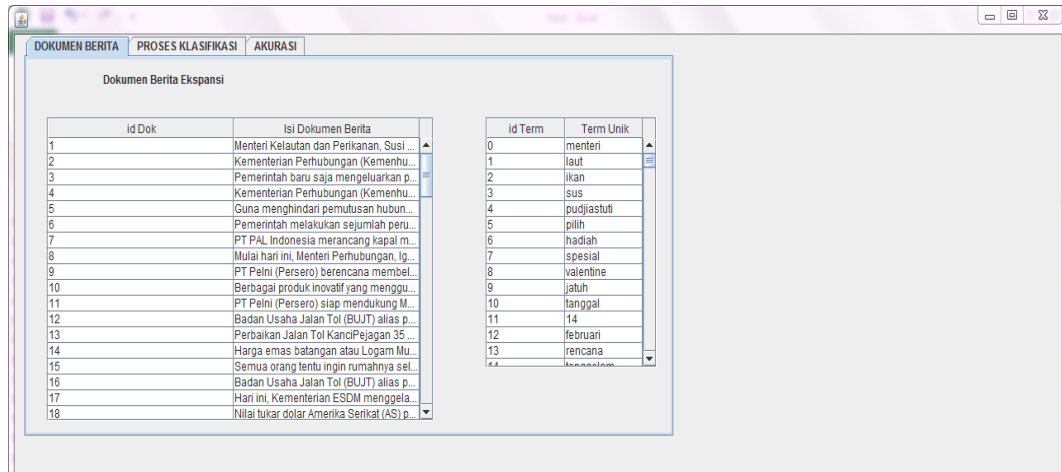 DOKUMEN BERITA PROSES KLASIFIKASI AKURASI
Dokumen Berita Ekspansi
id Dok Isi Dokumen Berita
1 Menteri Kelautan dan Perikanan, Susi ...
2 Kementerian Perhubungan (Kemenhu...
3 Pemerintah baru saja mengeluarkan p...
4 Kementerian Perhubungan (Kemenhu...
5 Guna menghindari pemutusan hubun...
6 Pemerintah melakukan sejumlah peru...
7 PT PAL Indonesia merancang kapal m...
8 Mulai hari ini, Menteri Perhubungan, Ig...
9 PT Pelni (Persero) berencana membel...
10 Berbagai produk inovatif yang menggu...
11 PT Pelni (Persero) siap mendukung M...
12 Badan Usaha Jalan Tol (BUJT) alias p...
13 Perbaikan Jalan Tol KanciPejagan 35 ...
14 Harga emas batangan atau Logam Mu...
15 Semua orang tentu ingin rumahnya sel...
16 Badan Usaha Jalan Tol (BUJT) alias p...
17 Hari ini, Kementerian ESDM menggela...
18 Nilai tukar dolar Amerika Serikat (AS) p...
id Term Term Unik
0 menteri
1 laut
2 ikan
3 sus
4 pudjiastuti
5 pilih
6 hadiah
7 spesial
8 valentine
9 jatuh
10 tanggal
11 14
12 februari
13 rencana